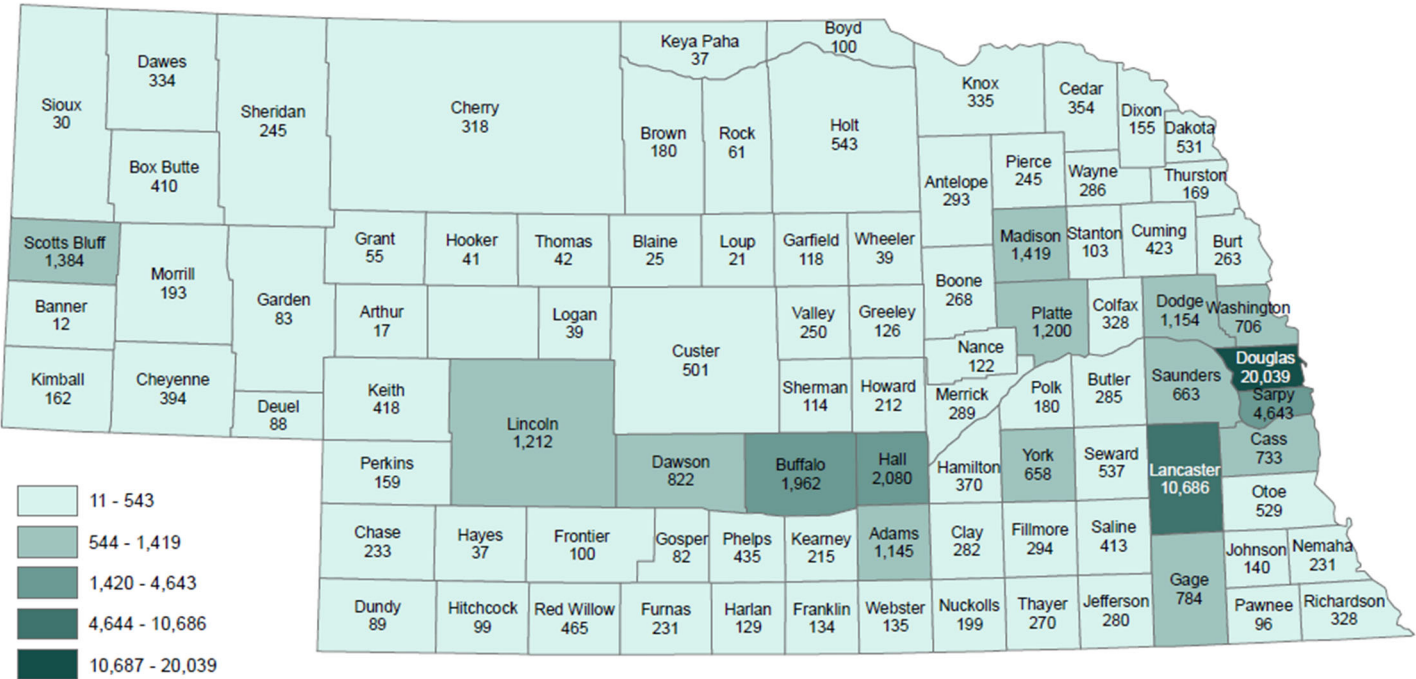 Sioux
30
Dawes
334
Box Butte
410
Sheridan
245
Cherry
318
Keya Paha
37
Boyd
100
Brown
180
Rock
61
Holt
543
Knox
335
Cedar
354
Dixon
155
Dakota
531
Antelope
293
Pierce
245
Wayne
286
Thurston
169
Scotts Bluff
1,384
Morrill
193
Garden
83
Grant
55
Hooker
41
Thomas
42
Blaine
25
Loup
21
Garfield
118
Wheeler
39
Madison
1,419
Stanton
103
Cuming
423
Burt
263
Banner
12
Arthur
17
Logan
39
Custer
501
Valley
250
Greeley
126
Boone
268
Platte
1,200
Colfax
328
Dodge
1,154
Washington
706
Kimball
162
Cheyenne
394
Deuel
88
Keith
418
Lincoln
1,212
Sherman
114
Howard
212
Nance
122
Merrick
289
Polk
180
Butler
285
Saunders
663
Douglas
20,039
Sarpy
4,643
Perkins
159
Dawson
822
Buffalo
1,962
Hall
2,080
Hamilton
370
York
658
Seward
537
Lancaster
10,686
Cass
733
Otoe
529
Chase
233
Hayes
37
Frontier
100
Gosper
82
Phelps
435
Kearney
215
Adams
1,145
Clay
282
Fillmore
294
Saline
413
Gage
784
Johnson
140
Nemaha
231
Dundy
89
Hitchcock
99
Red Willow
465
Furnas
231
Harlan
129
Franklin
134
Webster
135
Nuckolls
199
Thayer
270
Jefferson
280
Pawnee
96
Richardson
328
11 - 543
544 - 1,419
1,420 - 4,643
4,644 - 10,686
10,687 - 20,039